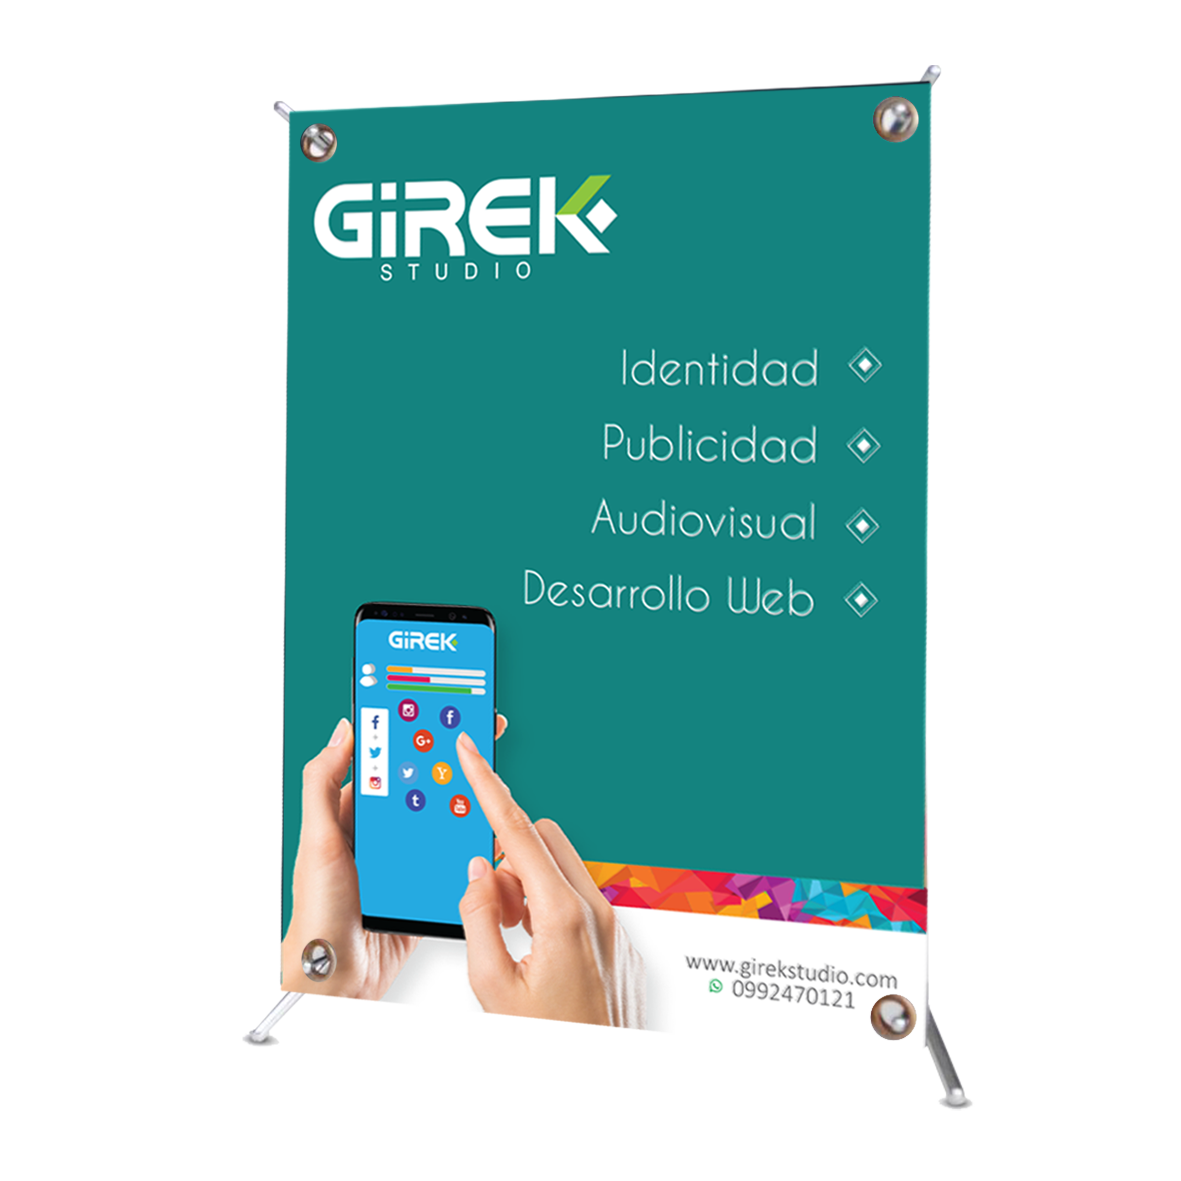 GiREK
STUDIO
Identidad
Publicidad
Audiovisual
Desarrollo Web
GiREK
www.girekstudio.com
0992470121